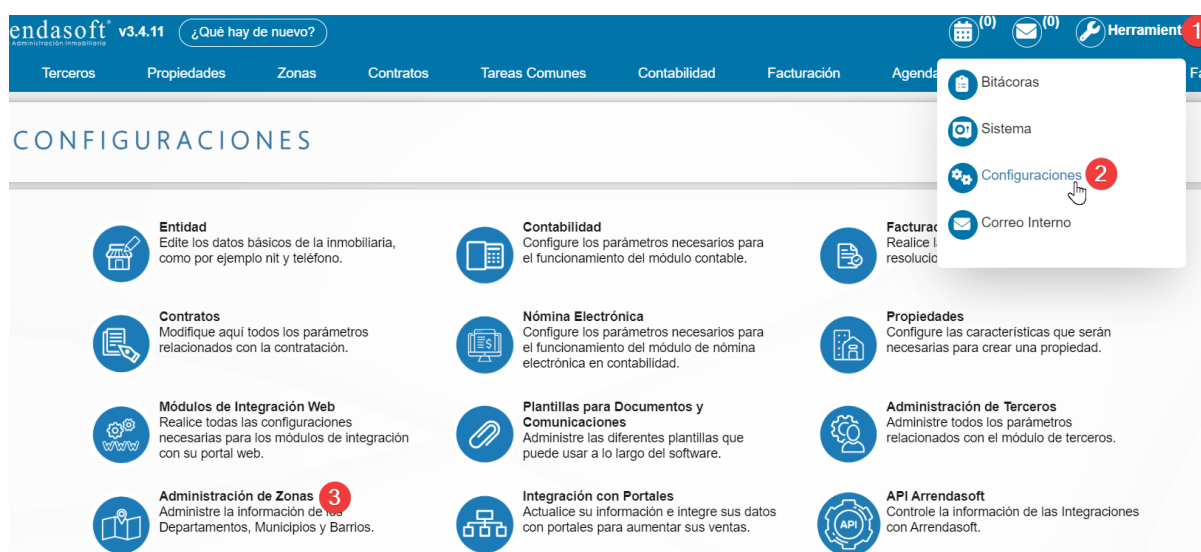 endasoft v3.4.11 ¿Qué hay de nuevo? (0) (0) Herramient 1
Administración inmobiliaria
Terceros Propiedades Zonas Contratos Tareas Comunes Contabilidad Facturación Agenda Fa
Bitácoras
Sistema
Configuraciones 2
Correo Interno
CONFIGURACIONES
Entidad
Edite los datos básicos de la inmobiliaria,
como por ejemplo nit y teléfono.
Contabilidad
Configure los parámetros necesarios para
el funcionamiento del módulo contable.
Facturac
Realice l
resolucio
Contratos
Modifique aquí todos los parámetros
relacionados con la contratación.
Nómina Electrónica
Configure los parámetros necesarios para
el funcionamiento del módulo de nómina
electrónica en contabilidad.
Propiedades
Configure las características que serán
necesarias para crear una propiedad.
Módulos de Integración Web
Realice todas las configuraciones
necesarias para los módulos de integración
con su portal web.
WWW
Plantillas para Documentos y
Comunicaciones
Administre las diferentes plantillas que
puede usar a lo largo del software.
Administración de Terceros
Administre todos los parámetros
relacionados con el módulo de terceros.
Administración de Zonas 3
Administre la información de los
Departamentos, Municipios y Barrios.
Integración con Portales
Actualice su información e integre sus datos
con portales para aumentar sus ventas.
API
API Arrendasoft
Controle la información de las Integraciones
con Arrendasoft.